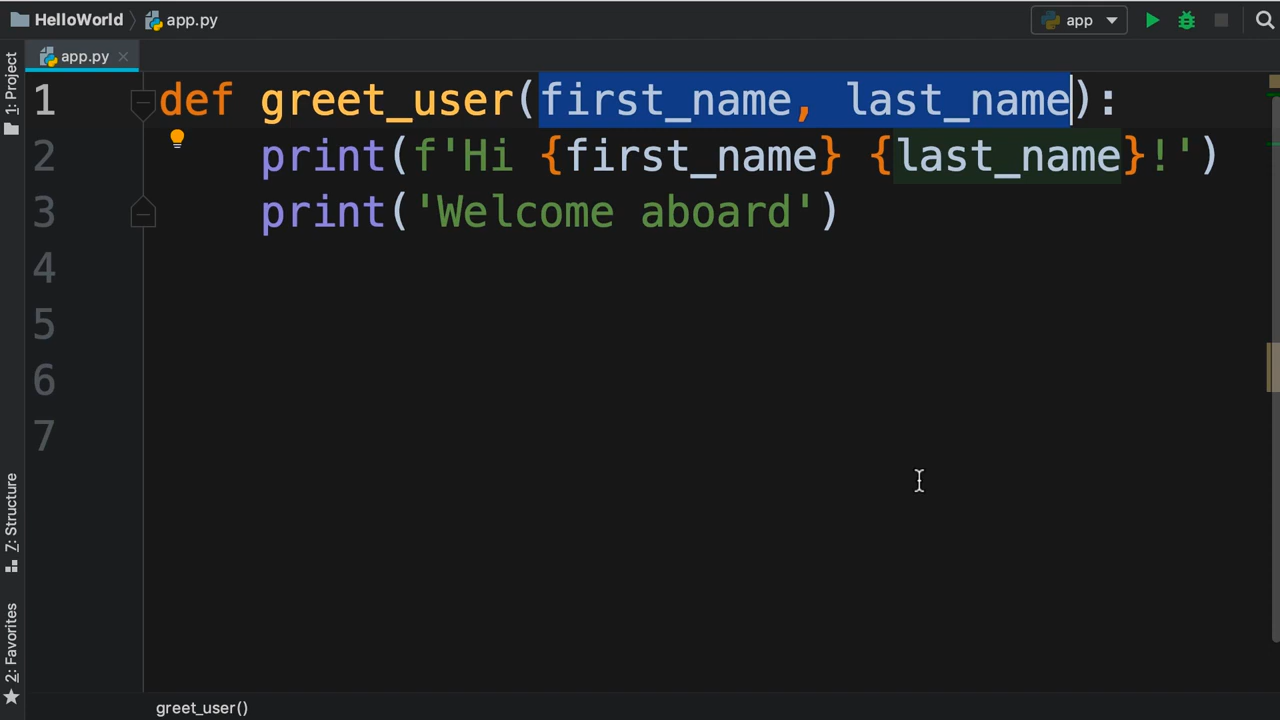 HelloWorld app.py app
app.py
1: Project
7: Structure
2: Favorites
1 def greet_user(first_name, last_name):
2 print(f'Hi {first_name} {last_name}!')
3 print('Welcome aboard')
4
5
6
7
greet_user()